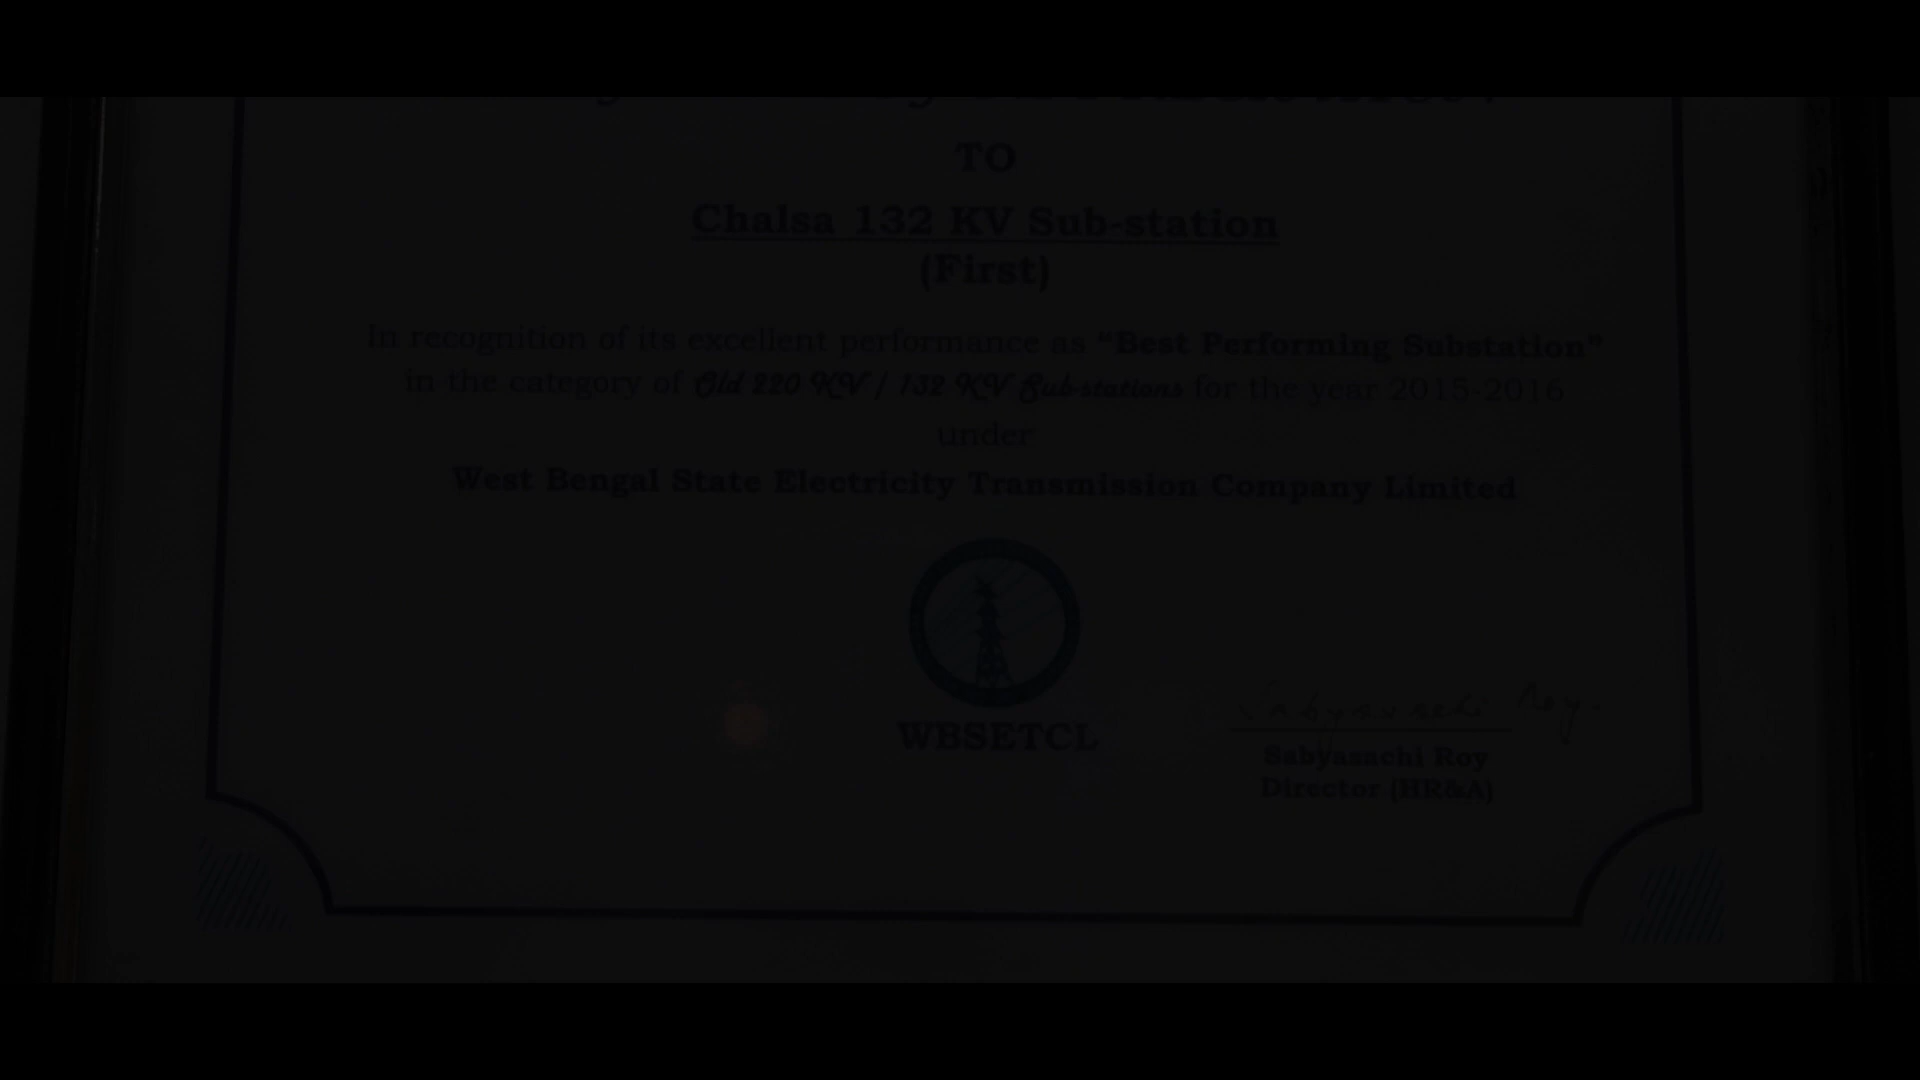 TO
Chalsa 132 KV Sub-station
(First)
In recognition of its excellent performance as “Best Performing Substation”
in the category of Old 220 KV / 132 KV Sub-stations for the year 2015-2016
under
West Bengal State Electricity Transmission Company Limited
WBSETCL
Sabyasachi Roy.
Sabyasachi Roy
Director (HR&A)